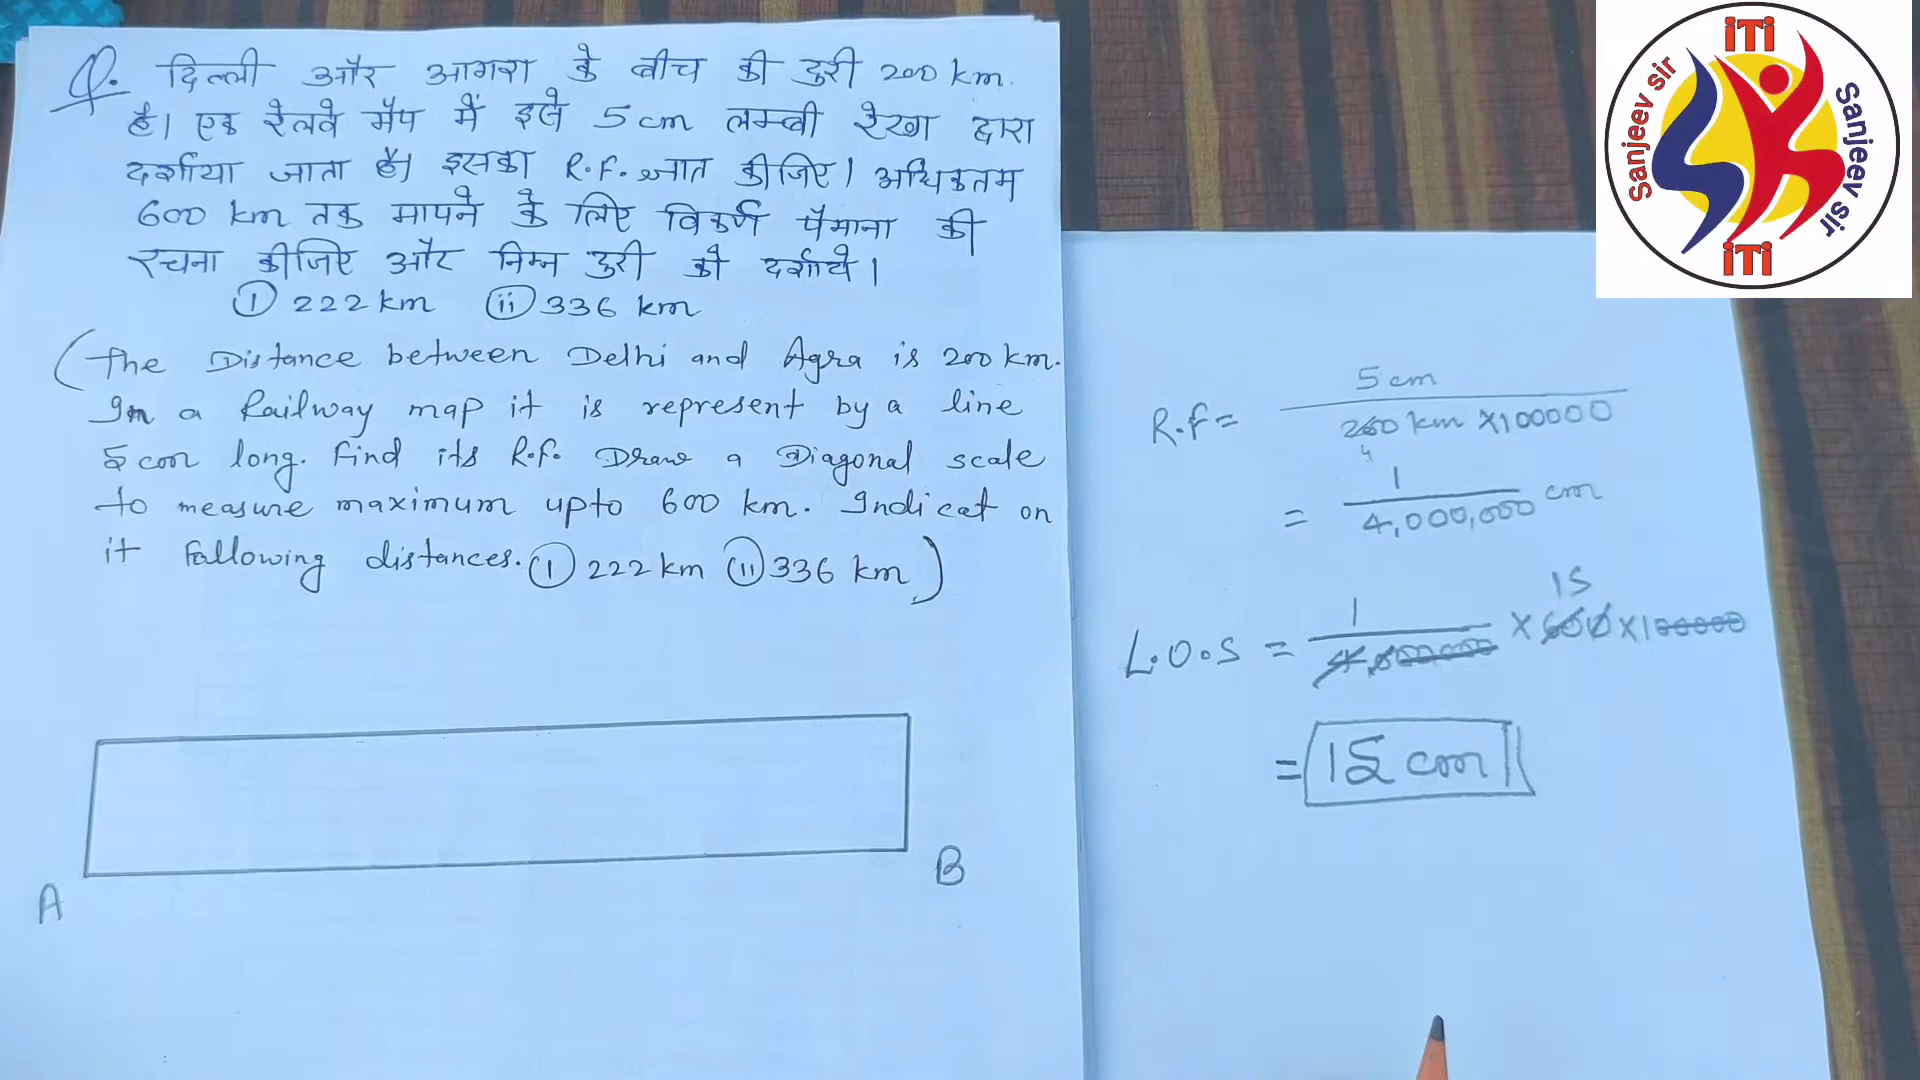 Q. दिल्ली और आगरा के बीच की दुरी 200 km.
है। एक रेलवे मैप में इसे 5 cm लम्बी रेखा द्वारा
दर्शाया जाता है। इसका R.F. ज्ञात कीजिए। अधिकतम
600 km तक मापने के लिए विकर्ण पैमाना की
रचना कीजिए और निम्न दुरी को दर्शाये।
(i) 222 km (ii) 336 km
(The Distance between Delhi and Agra is 200 km.
In a Railway map it is represent by a line
5 cm long. Find its R.f. Draw a Diagonal scale
to measure maximum upto 600 km. Indicat on
it Following distances. (i) 222 km (ii) 336 km)
A
B
R.f =
5 cm
200 km X100000
4
=
1
4,000,000 cm
15
L.O.S =
1
4,000,000
X 600 X100000
= 15 cm
iTi
Sanjeev sir
Sanjeev sir
iTi